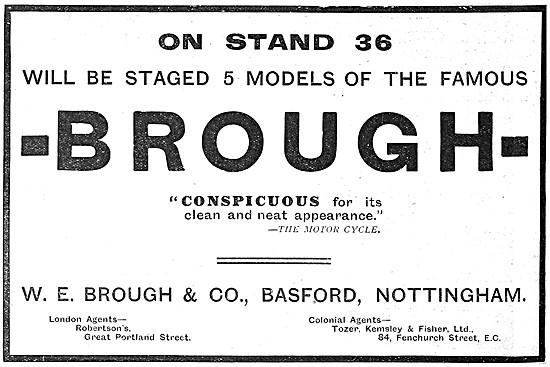 ON STAND 36
WILL BE STAGED 5 MODELS OF THE FAMOUS
-BROUGH-
"CONSPICUOUS for its
clean and neat appearance."
—THE MOTOR CYCLE.
W. E. BROUGH & CO., BASFORD, NOTTINGHAM.
London Agents—
Robertson's,
Great Portland Street.
Colonial Agents—
Tozer, Kemsley & Fisher, Ltd.,
84, Fenchurch Street, E.C.